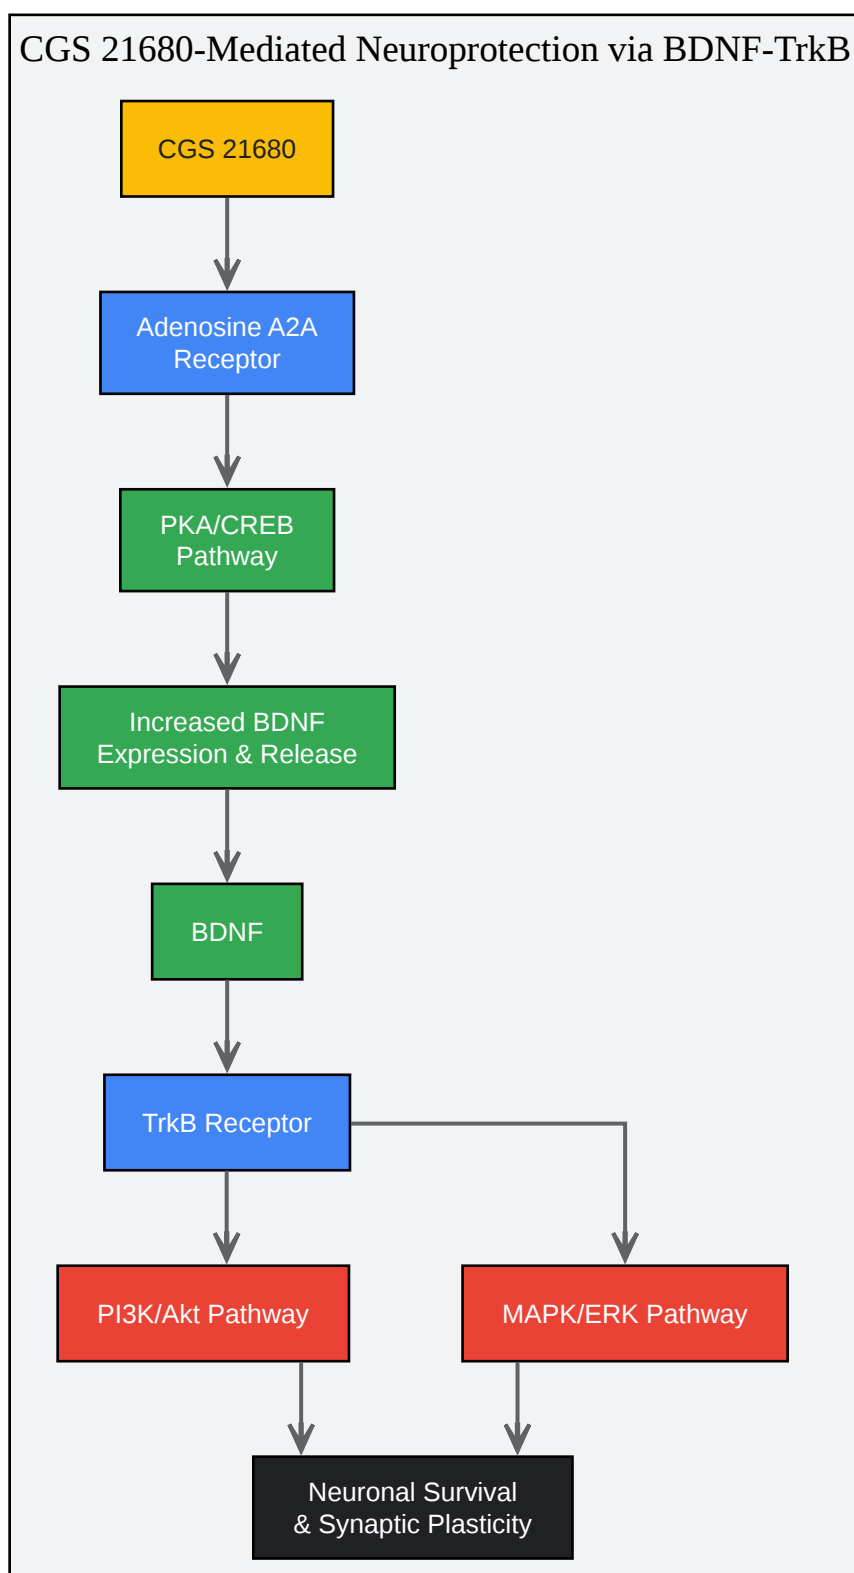 CGS 21680-Mediated Neuroprotection via BDNF-TrkB
CGS 21680
Adenosine A2A
Receptor
PKA/CREB
Pathway
Increased BDNF
Expression & Release
BDNF
TrkB Receptor
PI3K/Akt Pathway
MAPK/ERK Pathway
Neuronal Survival
& Synaptic Plasticity